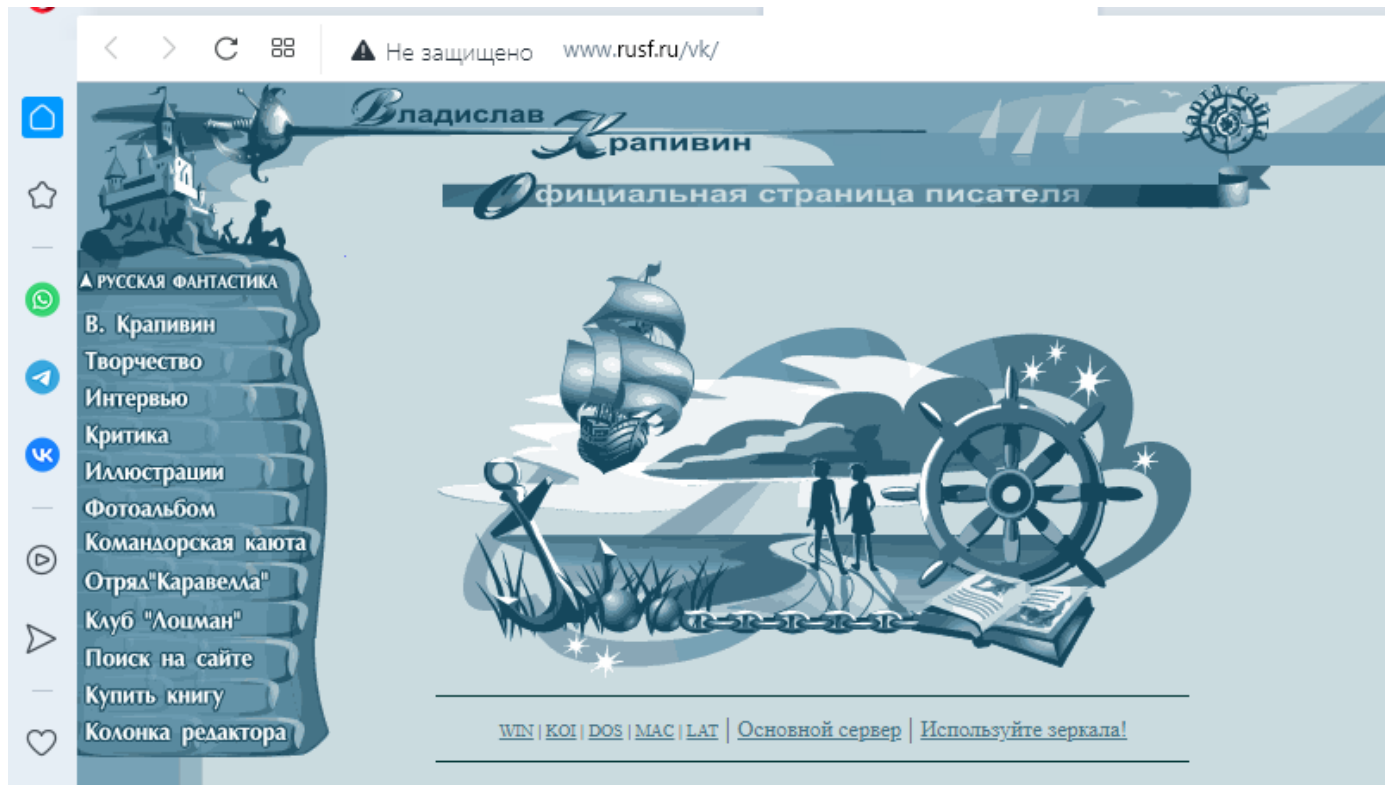 Не защищено www.rusf.ru/vk/
Владислав
Крапивин
Карта сайта
Официальная страница писателя
РУССКАЯ ФАНТАСТИКА
В. Крапивин
Творчество
Интервью
Критика
Иллюстрации
Фотоальбом
Командорская каюта
Отряд"Каравелла"
Клуб "Лоцман"
Поиск на сайте
Купить книгу
Колонка редактора
WIN | KOI | DOS | MAC | LAT | Основной сервер | Используйте зеркала!